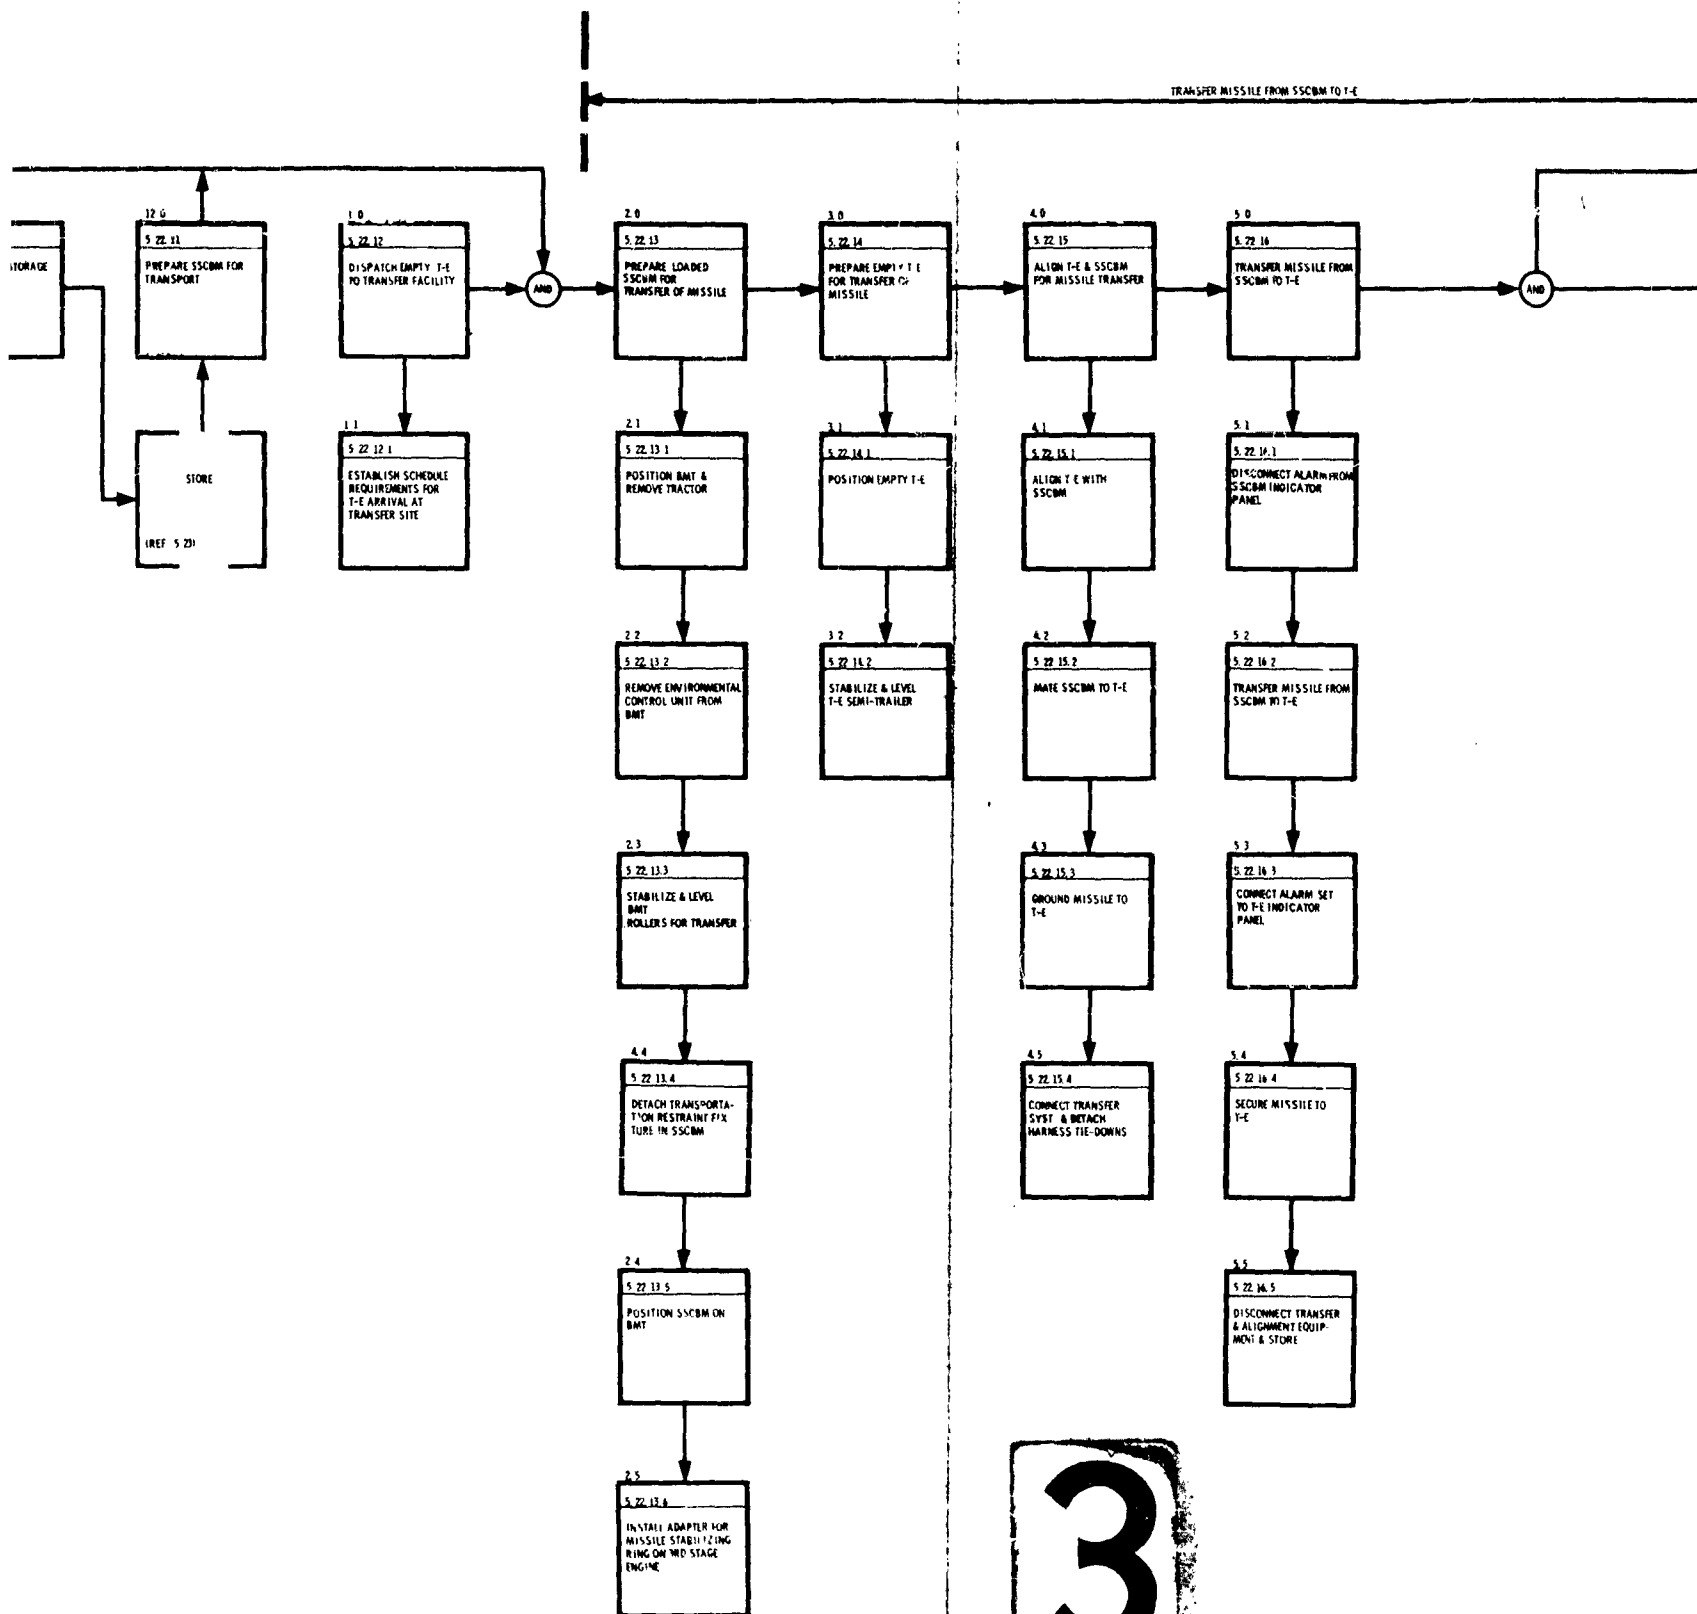 TRANSFER MISSILE FROM SSCBM TO T-E
5 22 11
PREPARE SSCBM FOR
TRANSPORT
STORE
(REF 5 23)
1 0
5 22 12
DISPATCH EMPTY T-E
TO TRANSFER FACILITY
1 1
5 22 12 1
ESTABLISH SCHEDULE
REQUIREMENTS FOR
T-E ARRIVAL AT
TRANSFER SITE
AND
2.0
5. 22. 13
PREPARE LOADED
SSCBM FOR
TRANSFER OF MISSILE
2.1
5 22. 13 1
POSITION BMT &
REMOVE TRACTOR
2 2
5 22 13.2
REMOVE ENVIRONMENTAL
CONTROL UNIT FROM
BMT
2.3
5 22. 13.3
STABILIZE & LEVEL
BMT
ROLLERS FOR TRANSFER
4.4
5 22 13.4
DETACH TRANSPORTA-
TION RESTRAINT FIX
TURE IN SSCBM
2 4
5 22 13 5
POSITION SSCBM ON
BMT
2.5
5. 22. 13.6
INSTALL ADAPTER FOR
MISSILE STABILIZING
RING ON 3RD STAGE
ENGINE
3.0
5. 22. 14
PREPARE EMPTY T E
FOR TRANSFER OF
MISSILE
3.1
5. 22. 14.1
POSITION EMPTY T-E
3 2
5 22 14.2
STABILIZE & LEVEL
T-E SEMI-TRAILER
4.0
5. 22. 15
ALIGN T-E & SSCBM
FOR MISSILE TRANSFER
4.1
5. 22. 15. 1
ALIGN T E WITH
SSCBM
4.2
5 22 15. 2
MATE SSCBM TO T-E
4.3
5. 22. 15. 3
GROUND MISSILE TO
T-E
4.5
5 22 15. 4
CONNECT TRANSFER
SYST & DETACH
HARNESS TIE-DOWNS
5 0
5. 22. 16
TRANSFER MISSILE FROM
SSCBM TO T-E
5.1
5. 22. 16.1
DISCONNECT ALARM FROM
SSCBM INDICATOR
PANEL
5.2
5 22 16 2
TRANSFER MISSILE FROM
SSCBM TO T-E
5 3
5. 22. 16 3
CONNECT ALARM SET
TO T-E INDICATOR
PANEL
5.4
5 22 16 4
SECURE MISSILE TO
T-E
5.5
5 22 16. 5
DISCONNECT TRANSFER
& ALIGNMENT EQUIP-
MENT & STORE
AND
3